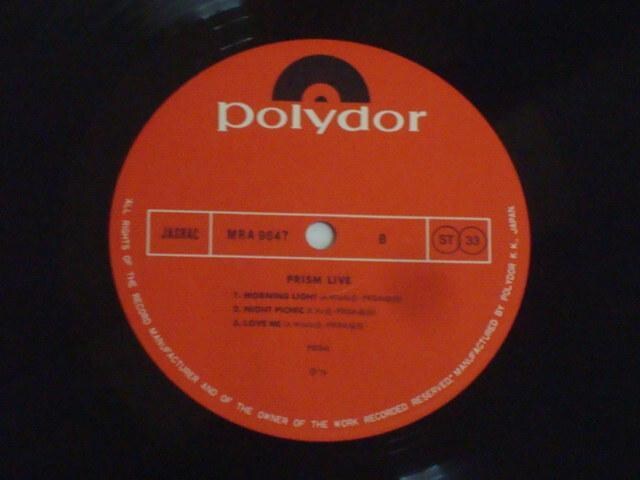 polydor
JASRAC MRA 9647 B ST 33
PRISM LIVE
1. MORNING LIGHT
2. NIGHT PICNIC
3. LOVE ME
PRISM
ALL RIGHTS OF THE RECORD MANUFACTURER AND OF THE OWNER OF THE WORK RECORDED RESERVED. MANUFACTURED BY POLYDOR K.K., JAPAN